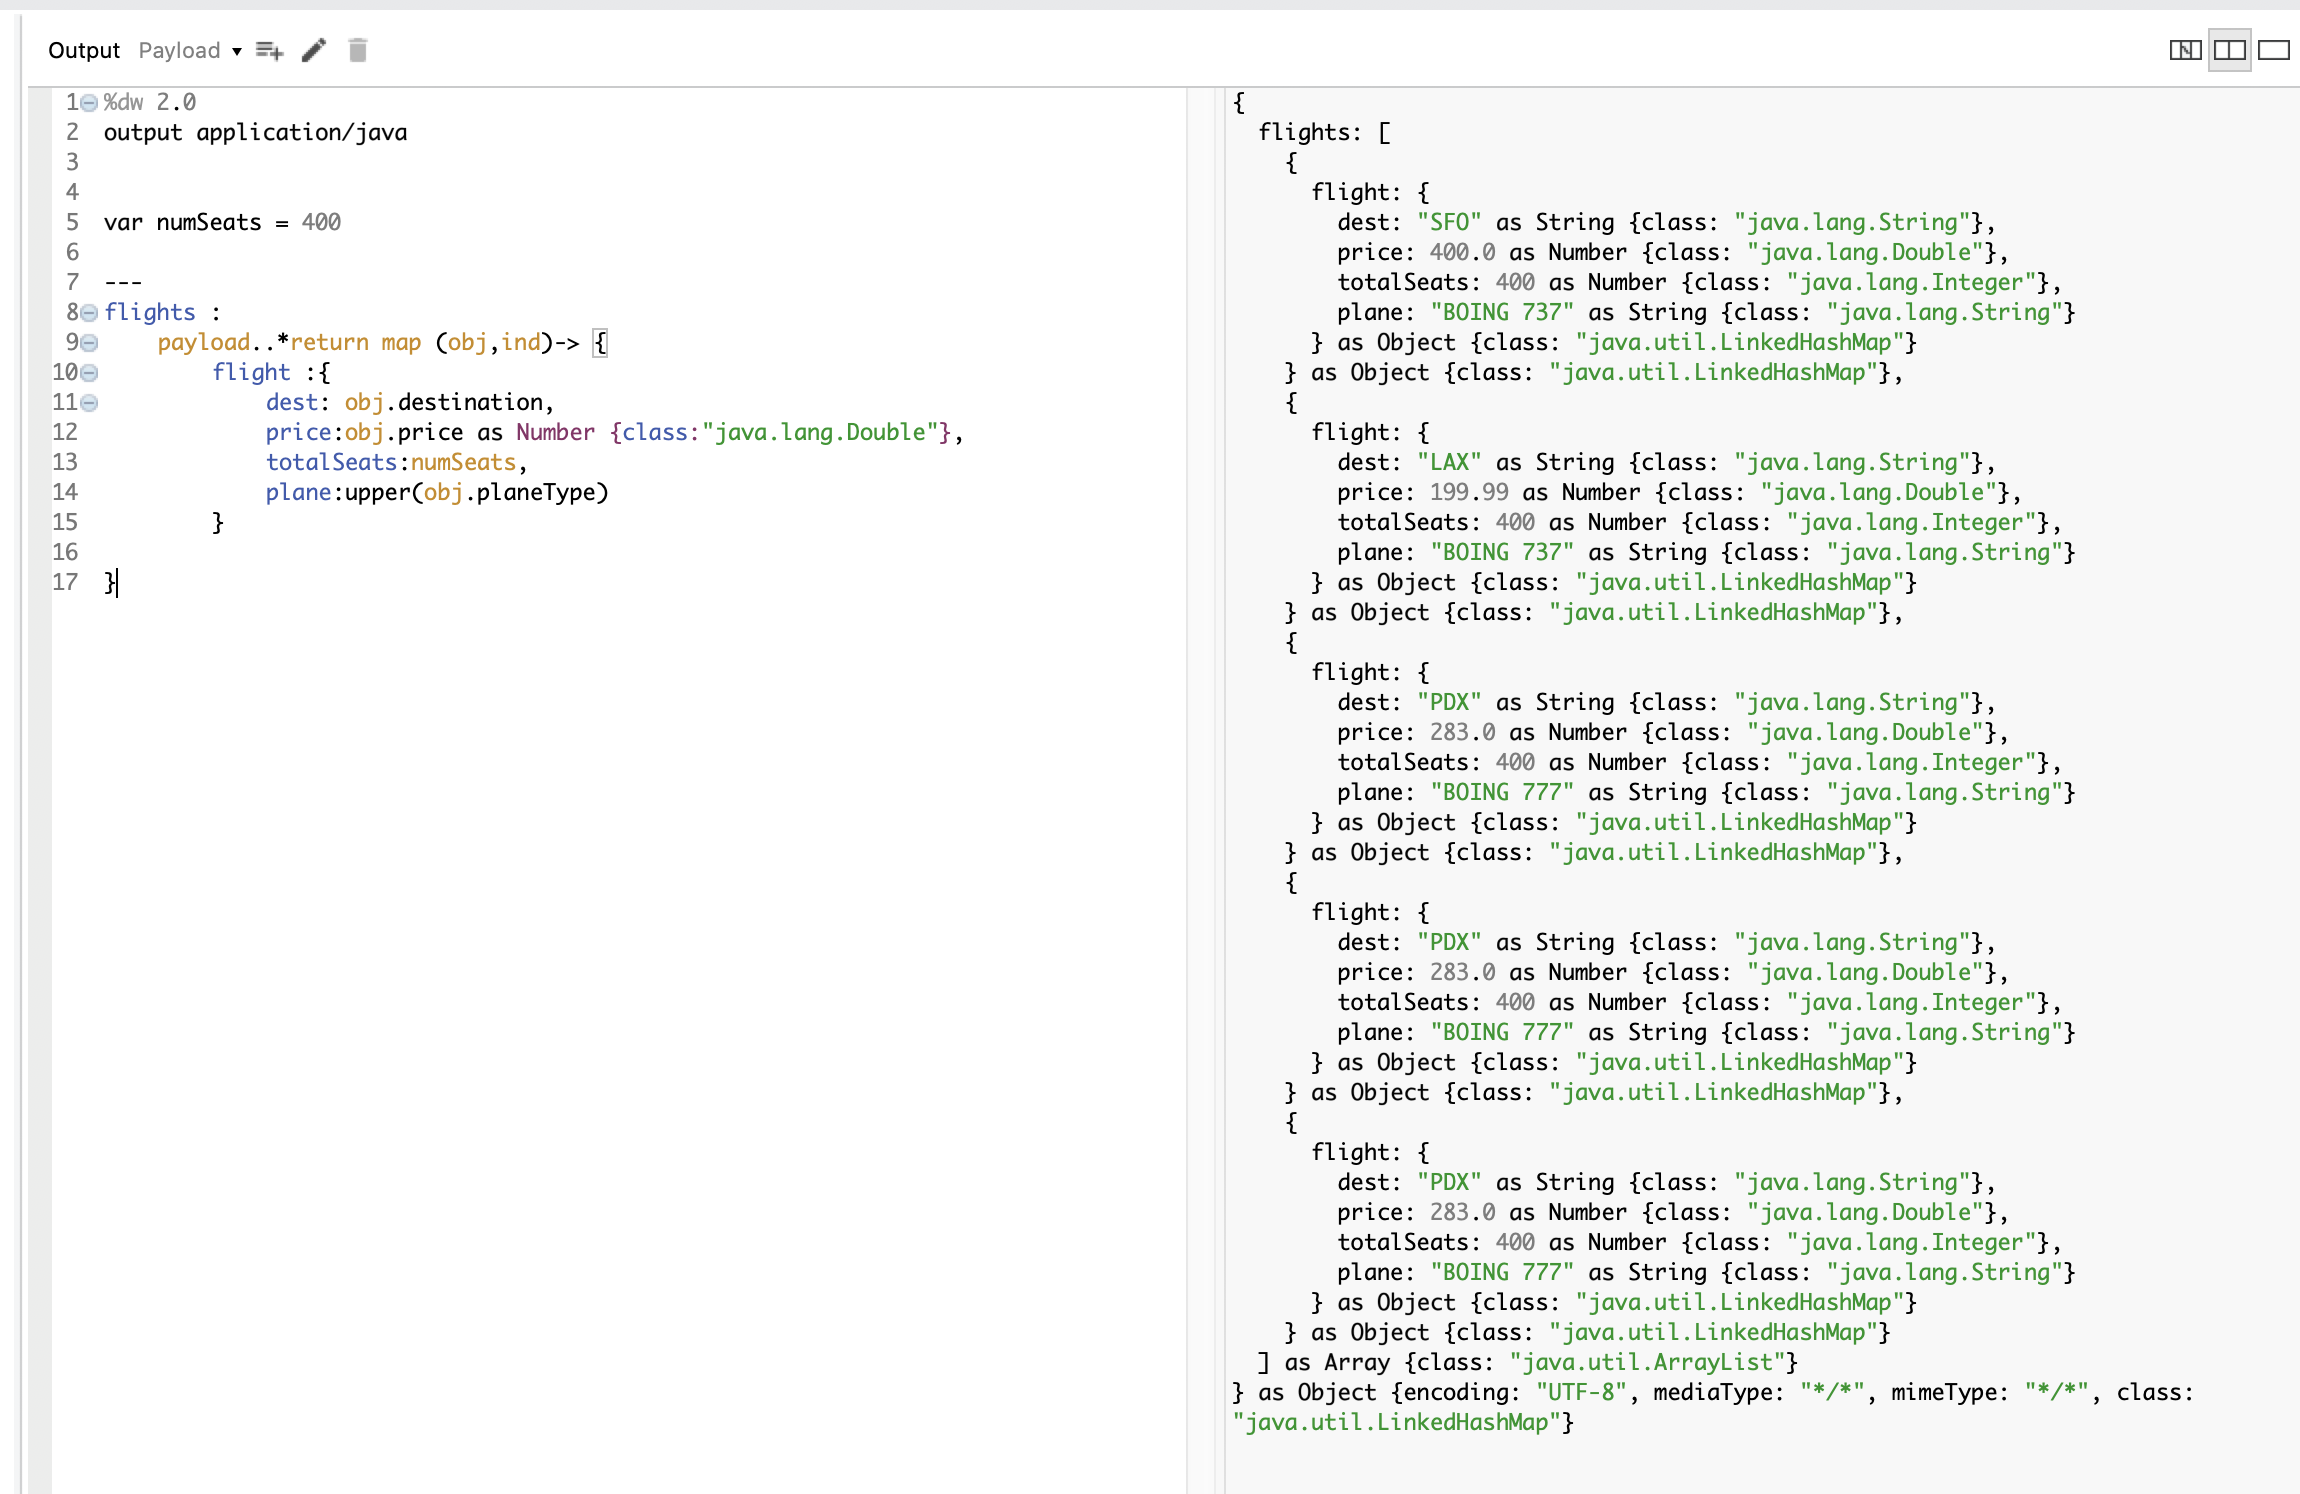 Output Payload
1 %dw 2.0
2 output application/java
3
4
5 var numSeats = 400
6
7 ---
8 flights :
9 payload..*return map (obj,ind)-> {
10 flight :{
11 dest: obj.destination,
12 price:obj.price as Number {class:"java.lang.Double"},
13 totalSeats:numSeats,
14 plane:upper(obj.planeType)
15 }
16
17 }
{
flights: [
{
flight: {
dest: "SFO" as String {class: "java.lang.String"},
price: 400.0 as Number {class: "java.lang.Double"},
totalSeats: 400 as Number {class: "java.lang.Integer"},
plane: "BOING 737" as String {class: "java.lang.String"}
} as Object {class: "java.util.LinkedHashMap"}
} as Object {class: "java.util.LinkedHashMap"},
{
flight: {
dest: "LAX" as String {class: "java.lang.String"},
price: 199.99 as Number {class: "java.lang.Double"},
totalSeats: 400 as Number {class: "java.lang.Integer"},
plane: "BOING 737" as String {class: "java.lang.String"}
} as Object {class: "java.util.LinkedHashMap"}
} as Object {class: "java.util.LinkedHashMap"},
{
flight: {
dest: "PDX" as String {class: "java.lang.String"},
price: 283.0 as Number {class: "java.lang.Double"},
totalSeats: 400 as Number {class: "java.lang.Integer"},
plane: "BOING 777" as String {class: "java.lang.String"}
} as Object {class: "java.util.LinkedHashMap"}
} as Object {class: "java.util.LinkedHashMap"},
{
flight: {
dest: "PDX" as String {class: "java.lang.String"},
price: 283.0 as Number {class: "java.lang.Double"},
totalSeats: 400 as Number {class: "java.lang.Integer"},
plane: "BOING 777" as String {class: "java.lang.String"}
} as Object {class: "java.util.LinkedHashMap"}
} as Object {class: "java.util.LinkedHashMap"},
{
flight: {
dest: "PDX" as String {class: "java.lang.String"},
price: 283.0 as Number {class: "java.lang.Double"},
totalSeats: 400 as Number {class: "java.lang.Integer"},
plane: "BOING 777" as String {class: "java.lang.String"}
} as Object {class: "java.util.LinkedHashMap"}
} as Object {class: "java.util.LinkedHashMap"}
] as Array {class: "java.util.ArrayList"}
} as Object {encoding: "UTF-8", mediaType: "*/*", mimeType: "*/*", class:
"java.util.LinkedHashMap"}